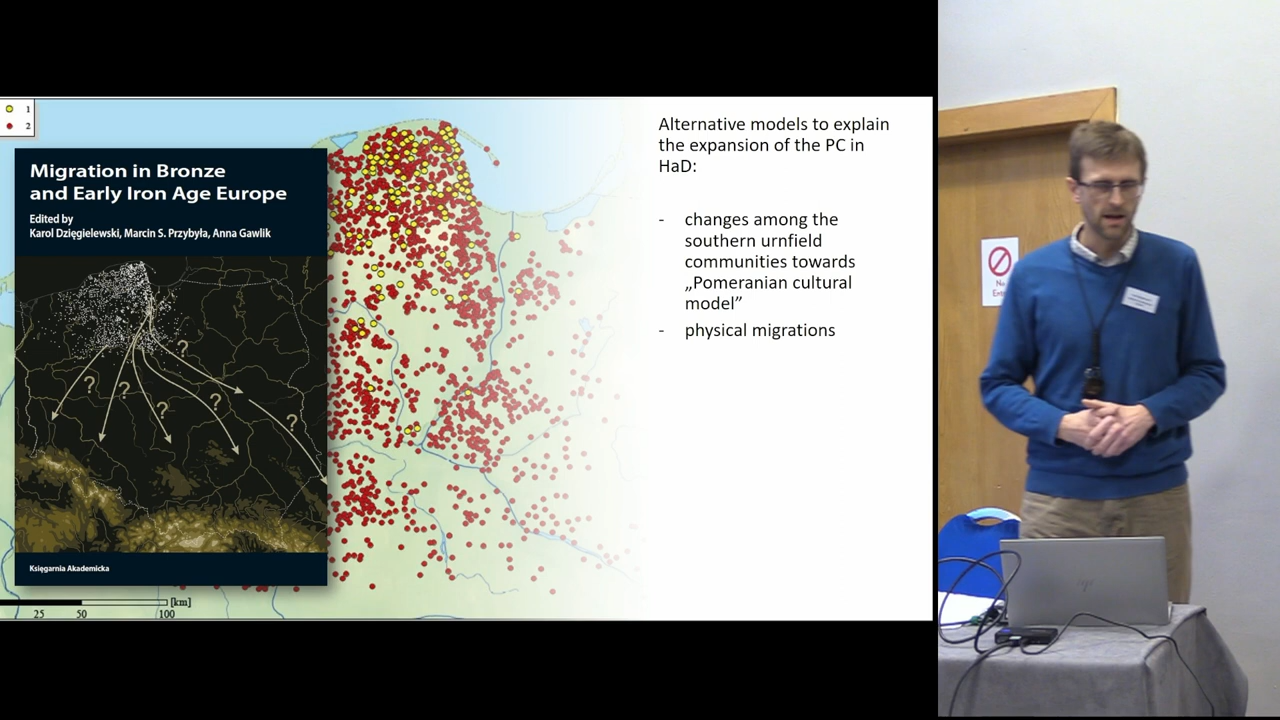 1
2
Migration in Bronze
and Early Iron Age Europe
Edited by
Karol Dzięgielewski, Marcin S. Przybyła, Anna Gawlik
?
?
?
?
?
?
Księgarnia Akademicka
[km]
25 50 100
Alternative models to explain
the expansion of the PC in
HaD:
- changes among the
southern urnfield
communities towards
„Pomeranian cultural
model”
- physical migrations
No
hp